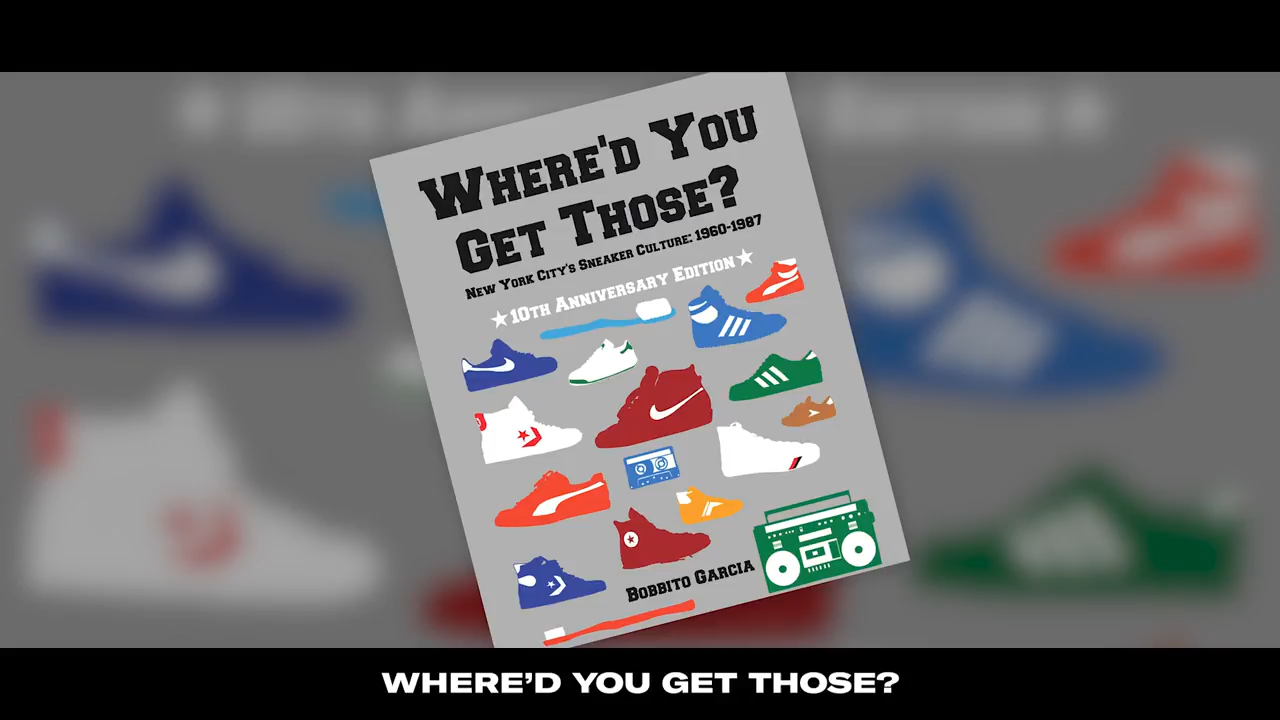 WHERE'D YOU
GET THOSE?
NEW YORK CITY'S SNEAKER CULTURE: 1960-1987
★10TH ANNIVERSARY EDITION★
BOBBITO GARCIA
WHERE’D YOU GET THOSE?